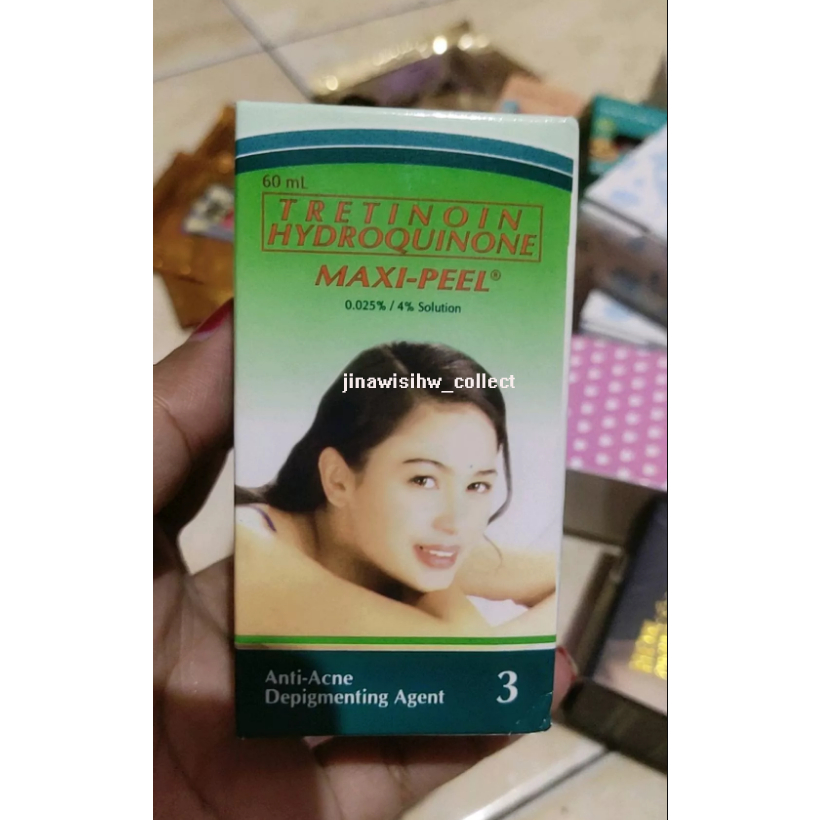 60 mL
TRETINOIN
HYDROQUINONE
MAXI-PEEL®
0.025% / 4% Solution
jinawisihw_collect
Anti-Acne
Depigmenting Agent
3